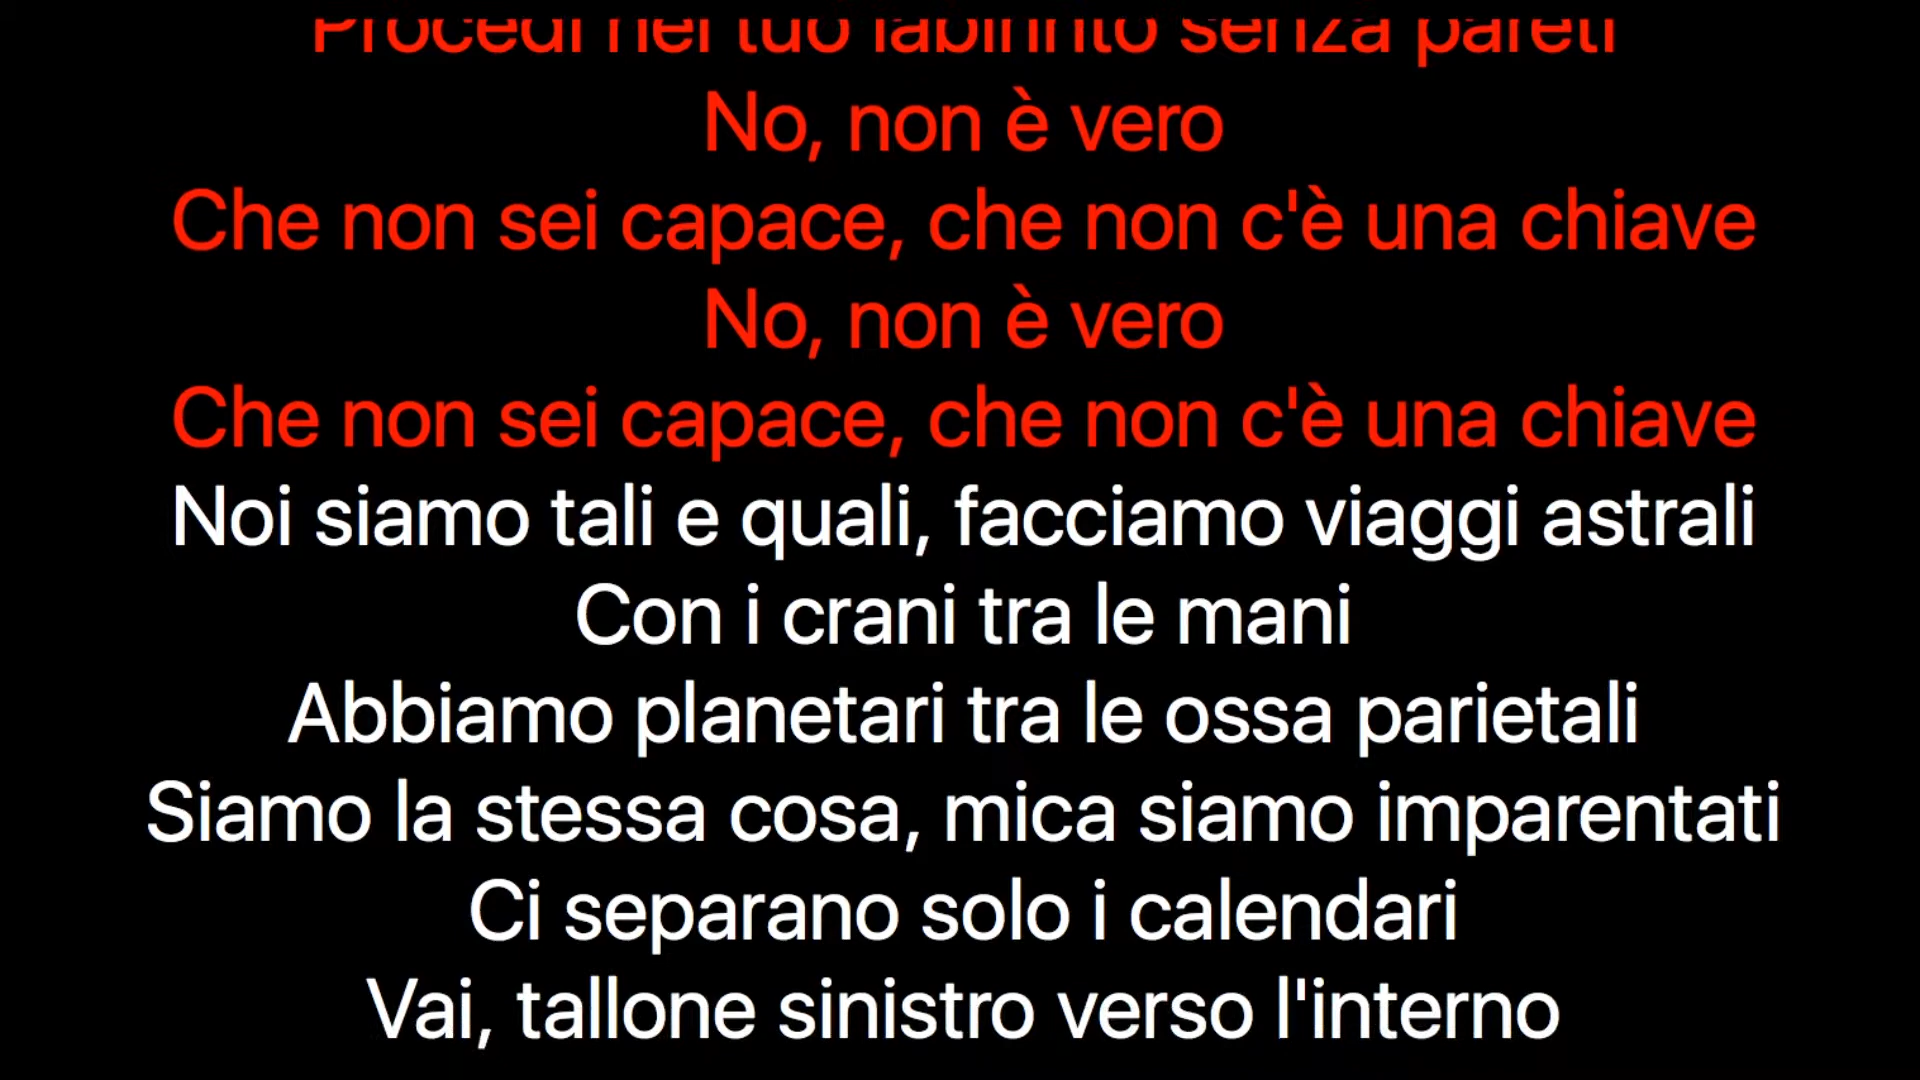 Procedi nel tuo labirinto senza pareti
No, non è vero
Che non sei capace, che non c'è una chiave
No, non è vero
Che non sei capace, che non c'è una chiave
Noi siamo tali e quali, facciamo viaggi astrali
Con i crani tra le mani
Abbiamo planetari tra le ossa parietali
Siamo la stessa cosa, mica siamo imparentati
Ci separano solo i calendari
Vai, tallone sinistro verso l'interno